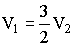 V₁ = 3/2 V₂